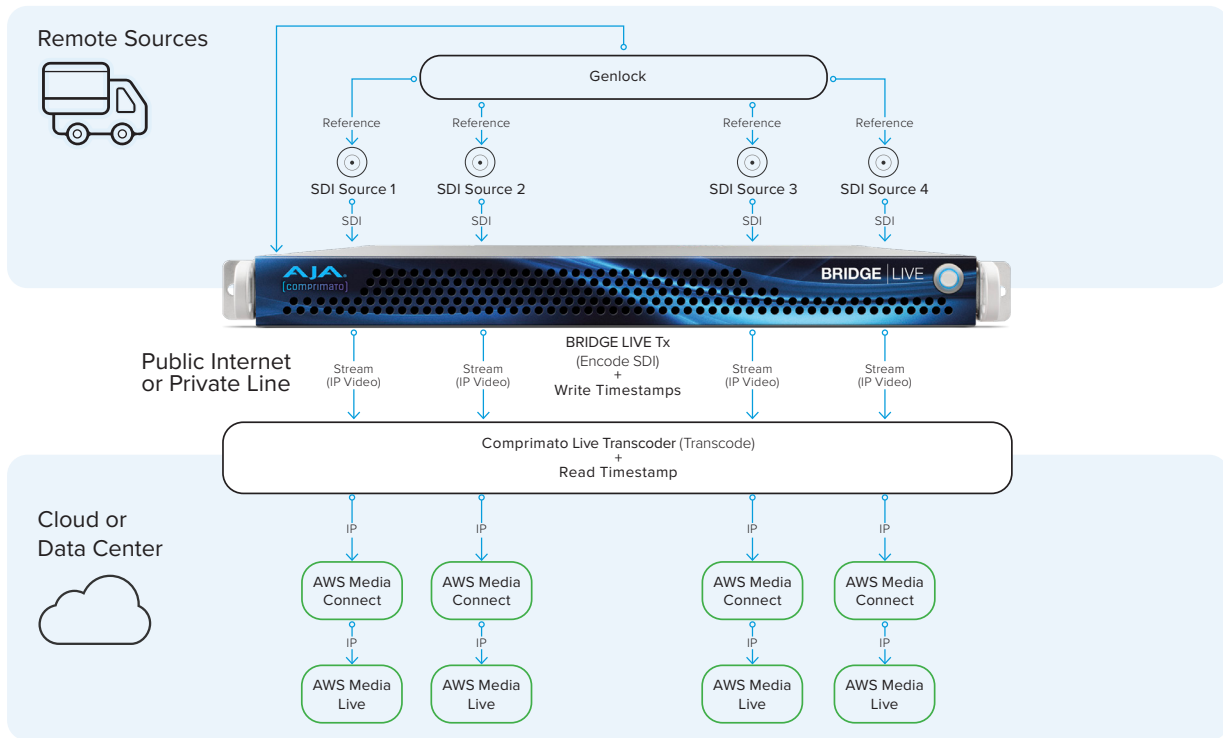 Remote Sources
Genlock
Reference
Reference
Reference
Reference
SDI Source 1
SDI Source 2
SDI Source 3
SDI Source 4
SDI
SDI
SDI
SDI
AJA
[comprimato]
BRIDGE | LIVE
Public Internet
or Private Line
Stream
(IP Video)
Stream
(IP Video)
BRIDGE LIVE Tx
(Encode SDI)
+
Write Timestamps
Stream
(IP Video)
Stream
(IP Video)
Comprimato Live Transcoder (Transcode)
+
Read Timestamp
Cloud or
Data Center
IP
IP
IP
IP
AWS Media
Connect
AWS Media
Connect
AWS Media
Connect
AWS Media
Connect
IP
IP
IP
IP
AWS Media
Live
AWS Media
Live
AWS Media
Live
AWS Media
Live